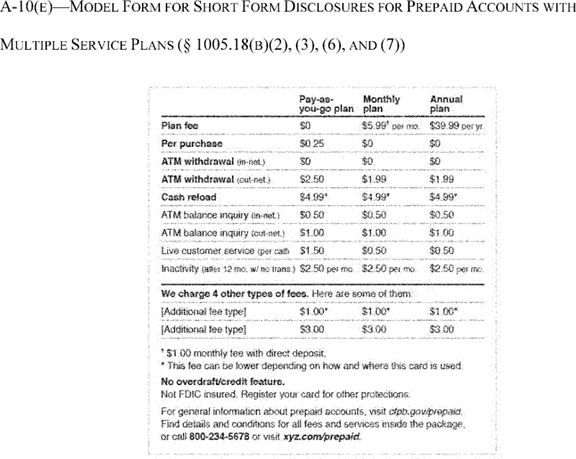 A-10(E)—MODEL FORM FOR SHORT FORM DISCLOSURES FOR PREPAID ACCOUNTS WITH
MULTIPLE SERVICE PLANS (§ 1005.18(B)(2), (3), (6), AND (7))
Pay-as-you-go plan Monthly plan Annual plan
Plan fee $0 $5.99† per mo. $39.99 per yr.
Per purchase $0.25 $0 $0
ATM withdrawal (in-net.) $0 $0 $0
ATM withdrawal (out-net.) $2.50 $1.99 $1.99
Cash reload $4.99* $4.99* $4.99*
ATM balance inquiry (in-net.) $0.50 $0.50 $0.50
ATM balance inquiry (out-net.) $1.00 $1.00 $1.00
Live customer service (per call) $1.50 $0.50 $0.50
Inactivity (after 12 mo. w/ no trans.) $2.50 per mo. $2.50 per mo. $2.50 per mo.
We charge 4 other types of fees. Here are some of them:
[Additional fee type] $1.00* $1.00* $1.00*
[Additional fee type] $3.00 $3.00 $3.00
† $1.00 monthly fee with direct deposit.
* This fee can be lower depending on how and where this card is used.
No overdraft/credit feature.
Not FDIC insured. Register your card for other protections.
For general information about prepaid accounts, visit cfpb.gov/prepaid.
Find details and conditions for all fees and services inside the package,
or call 800-234-5678 or visit xyz.com/prepaid.